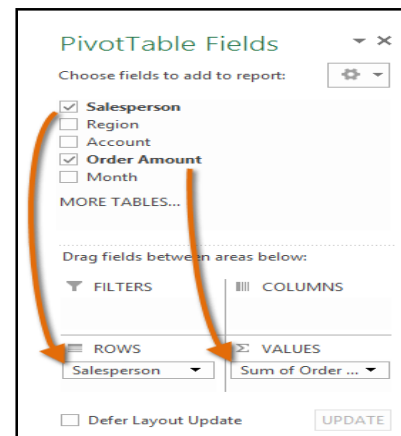 PivotTable Fields
Choose fields to add to report:
Salesperson
Region
Account
Order Amount
Month
MORE TABLES...
Drag fields between areas below:
FILTERS
COLUMNS
ROWS
Σ VALUES
Salesperson
Sum of Order ...
Defer Layout Update
UPDATE